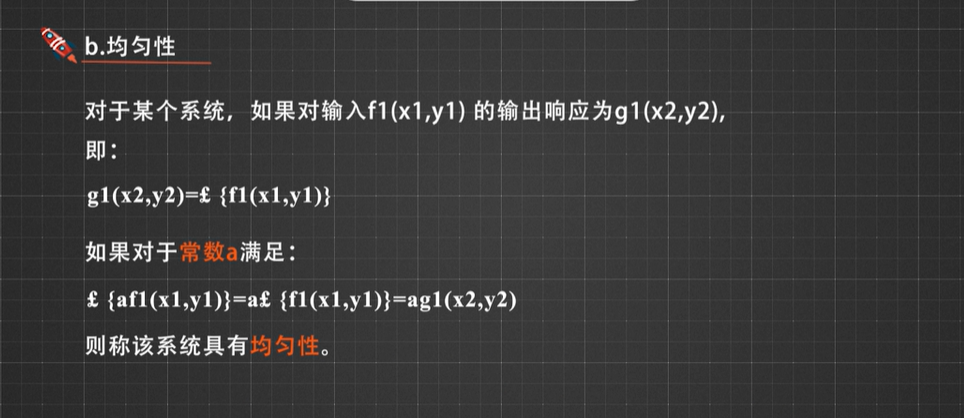 b.均匀性
对于某个系统，如果对输入f1(x1,y1) 的输出响应为g1(x2,y2),
即：
g1(x2,y2)=£ {f1(x1,y1)}
如果对于常数a满足：
£ {af1(x1,y1)}=a£ {f1(x1,y1)}=ag1(x2,y2)
则称该系统具有均匀性。